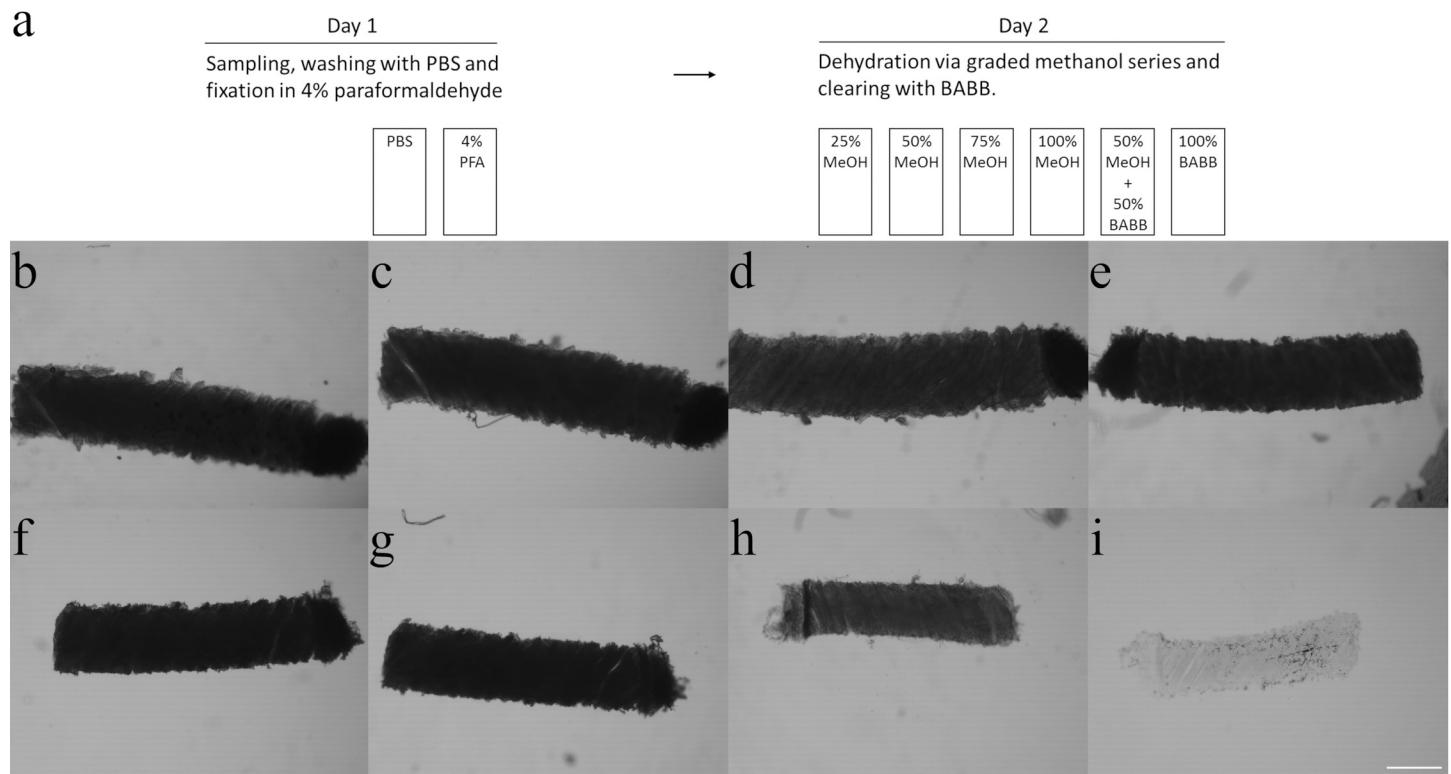 a
Day 1
Day 2
Sampling, washing with PBS and
fixation in 4% paraformaldehyde
Dehydration via graded methanol series and
clearing with BABB.
PBS
4%
PFA
25%
MeOH
50%
MeOH
75%
MeOH
100%
MeOH
50%
MeOH
+
50%
BABB
100%
BABB
b
c
d
e
f
g
h
i